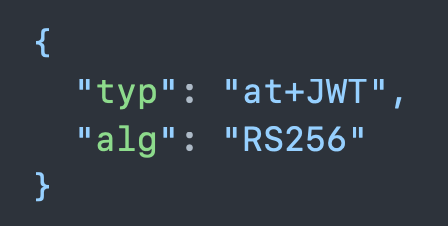 {
"typ": "at+JWT",
"alg": "RS256"
}